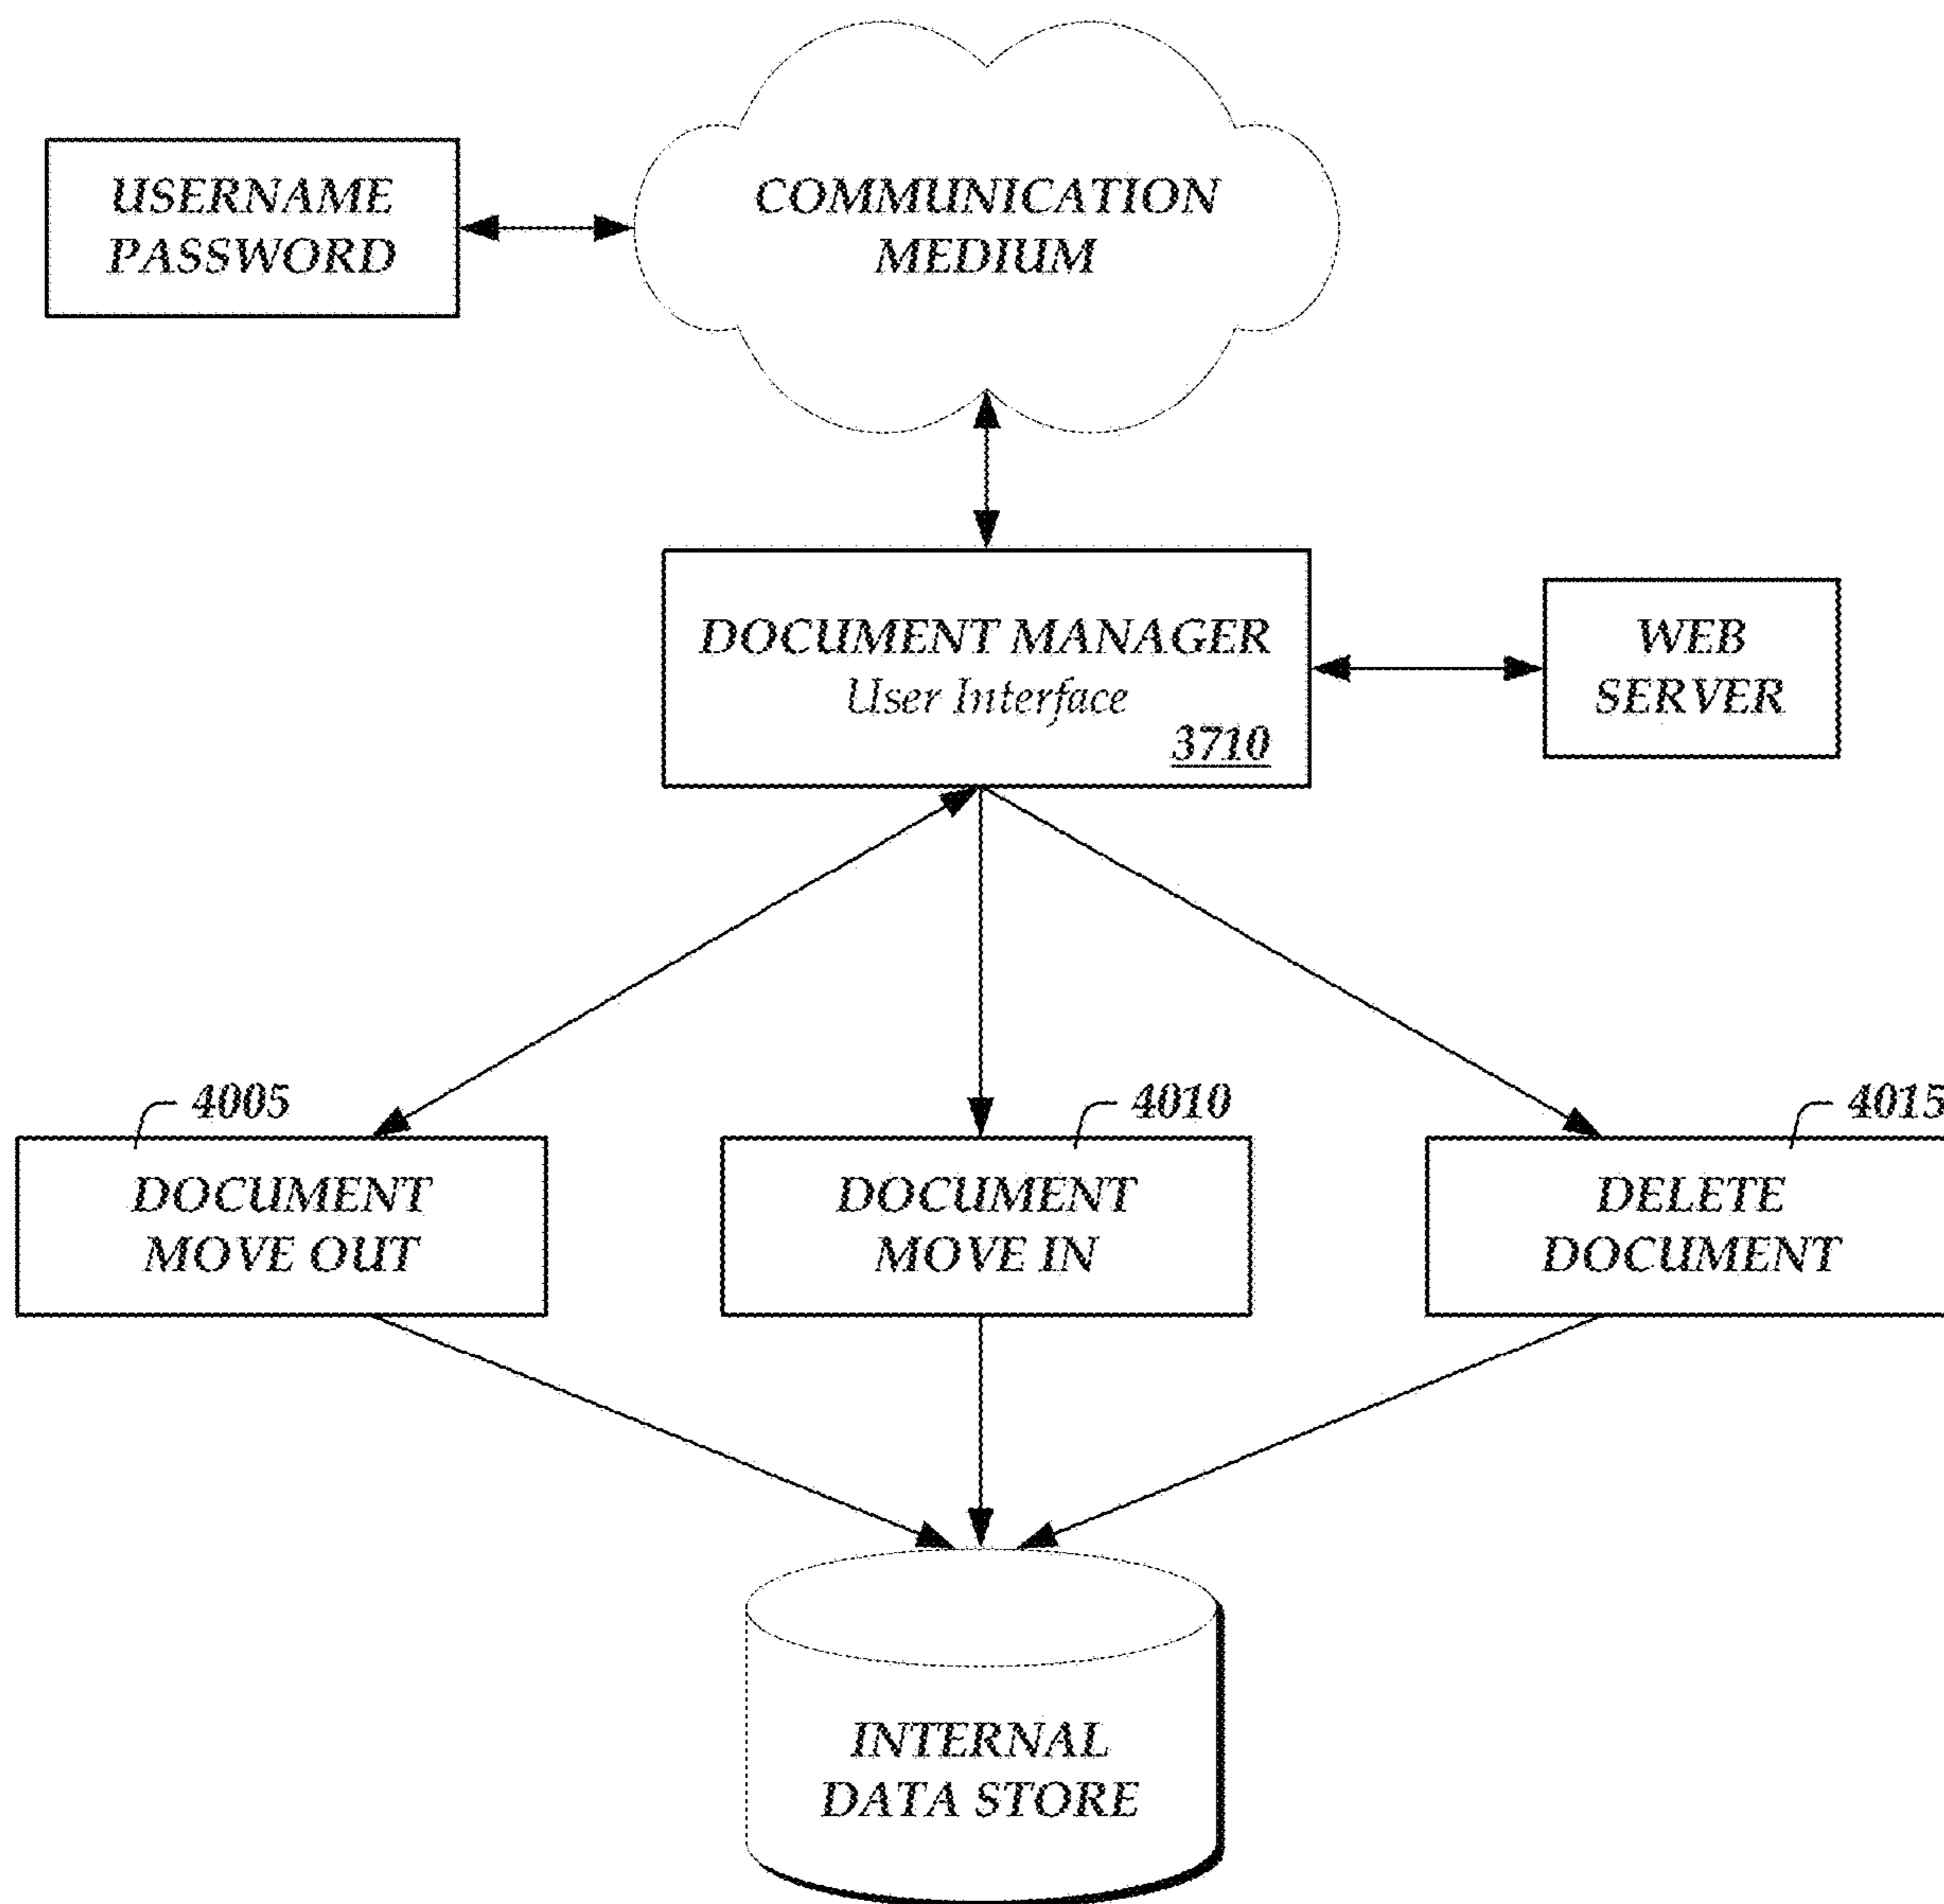 USERNAME
PASSWORD
COMMUNICATION
MEDIUM
DOCUMENT MANAGER
User Interface
3710
WEB
SERVER
4005
DOCUMENT
MOVE OUT
4010
DOCUMENT
MOVE IN
4015
DELETE
DOCUMENT
INTERNAL
DATA STORE